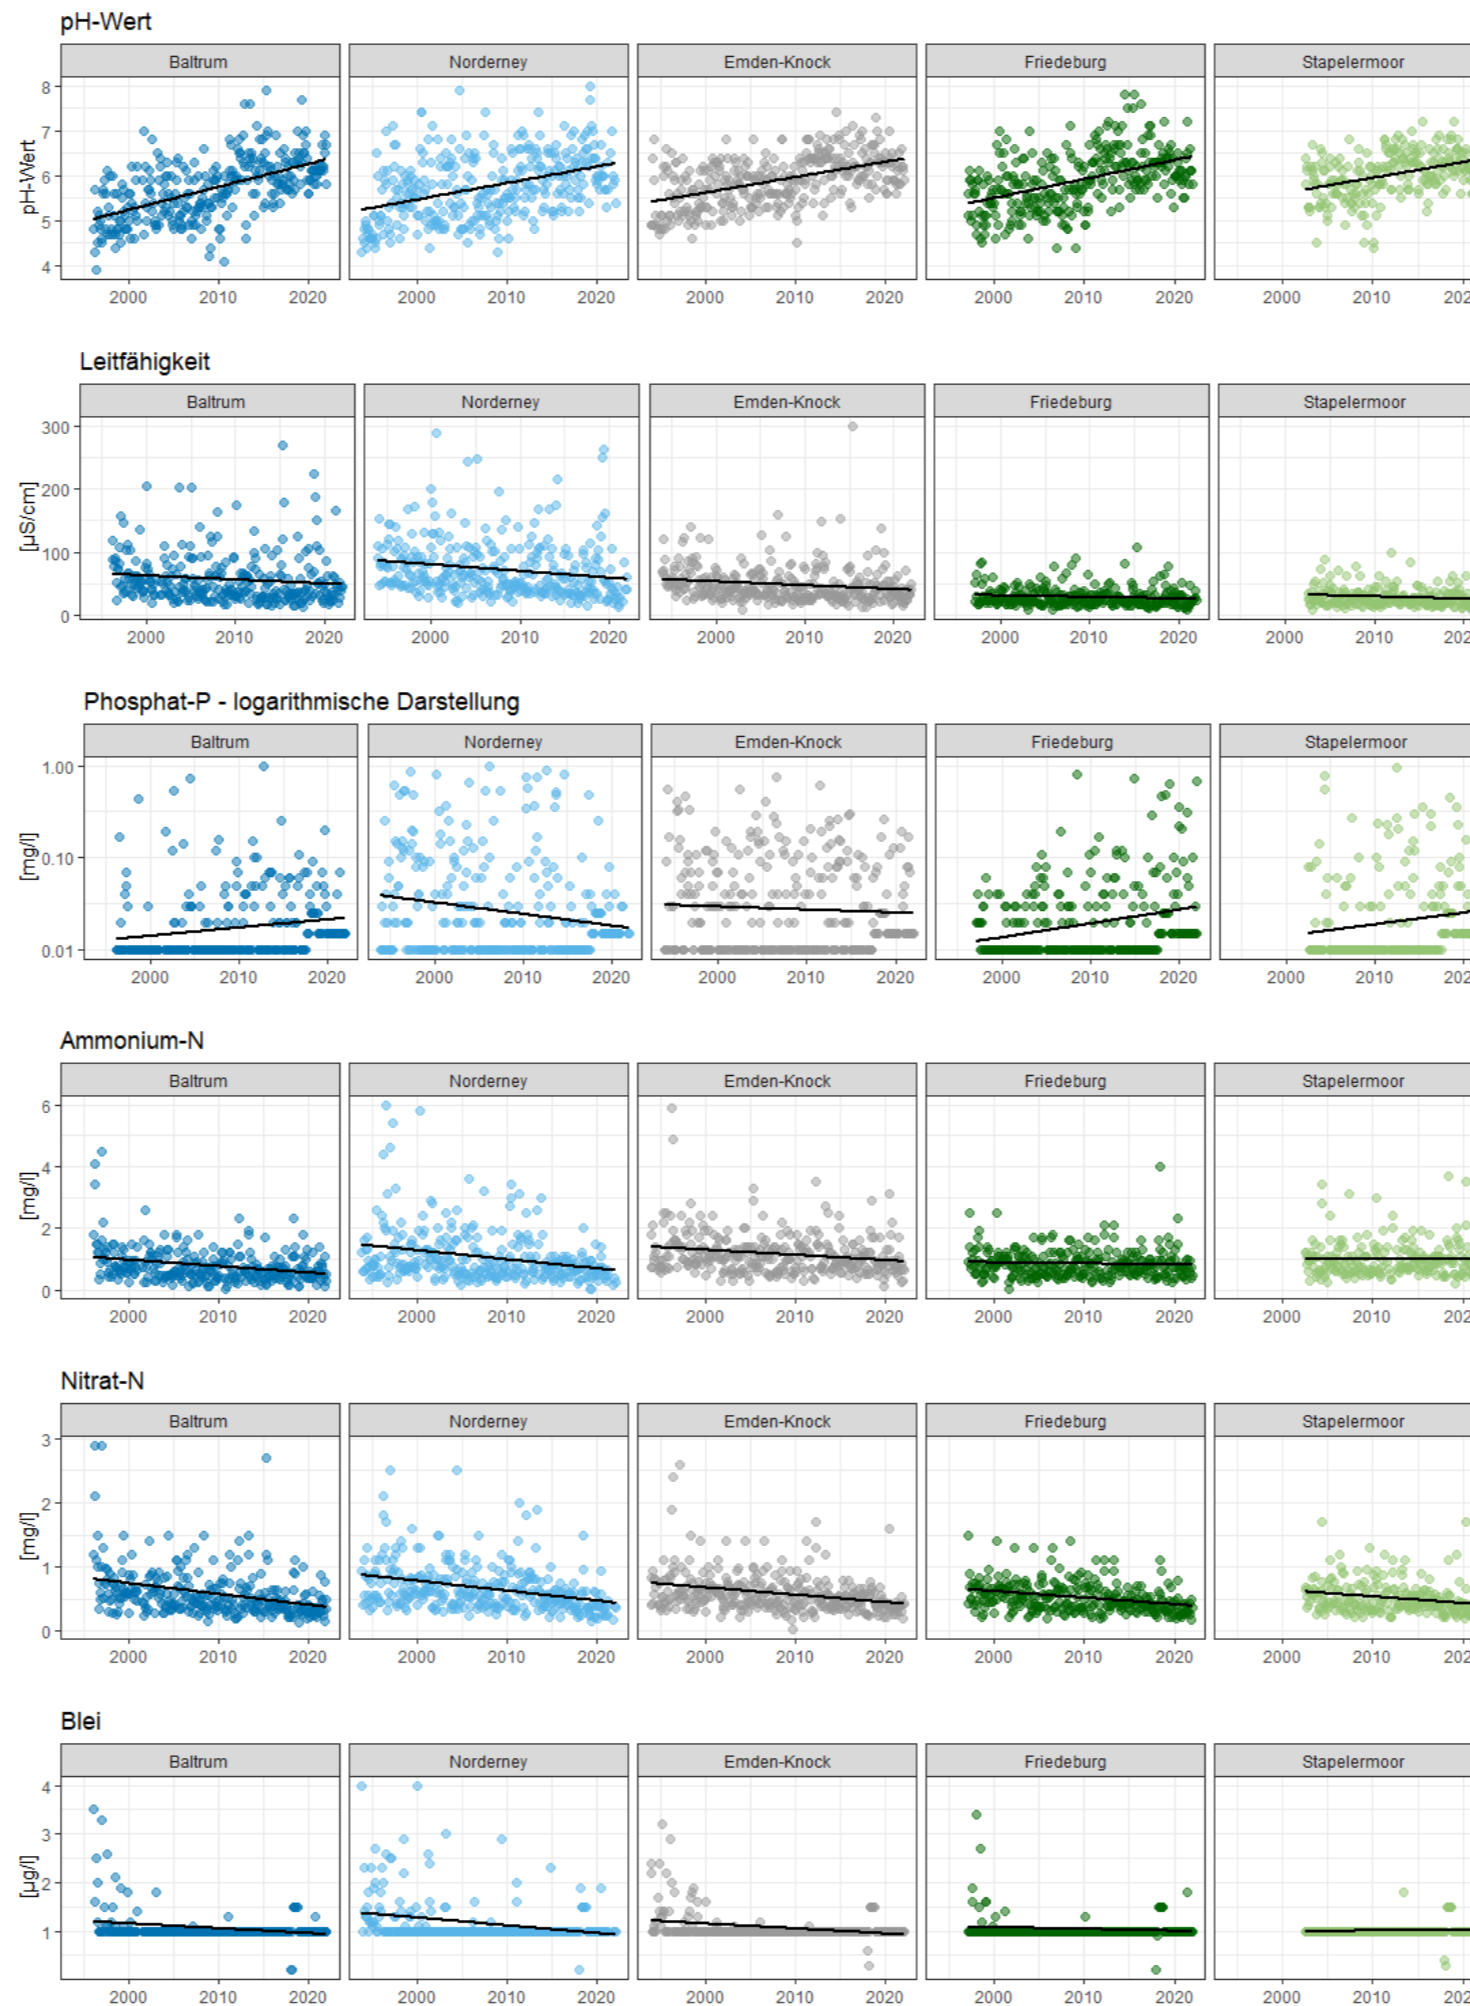 pH-Wert
Baltrum Norderney Emden-Knock Friedeburg Stapelermoor
pH-Wert
8
7
6
5
4
2000 2010 2020 2000 2010 2020 2000 2010 2020 2000 2010 2020 2000 2010 202
Leitfähigkeit
Baltrum Norderney Emden-Knock Friedeburg Stapelermoor
[µS/cm]
300
200
100
0
2000 2010 2020 2000 2010 2020 2000 2010 2020 2000 2010 2020 2000 2010 202
Phosphat-P - logarithmische Darstellung
Baltrum Norderney Emden-Knock Friedeburg Stapelermoor
[mg/l]
1.00
0.10
0.01
2000 2010 2020 2000 2010 2020 2000 2010 2020 2000 2010 2020 2000 2010 202
Ammonium-N
Baltrum Norderney Emden-Knock Friedeburg Stapelermoor
[mg/l]
6
4
2
0
2000 2010 2020 2000 2010 2020 2000 2010 2020 2000 2010 2020 2000 2010 202
Nitrat-N
Baltrum Norderney Emden-Knock Friedeburg Stapelermoor
[mg/l]
3
2
1
0
2000 2010 2020 2000 2010 2020 2000 2010 2020 2000 2010 2020 2000 2010 202
Blei
Baltrum Norderney Emden-Knock Friedeburg Stapelermoor
[µg/l]
4
3
2
1
2000 2010 2020 2000 2010 2020 2000 2010 2020 2000 2010 2020 2000 2010 202